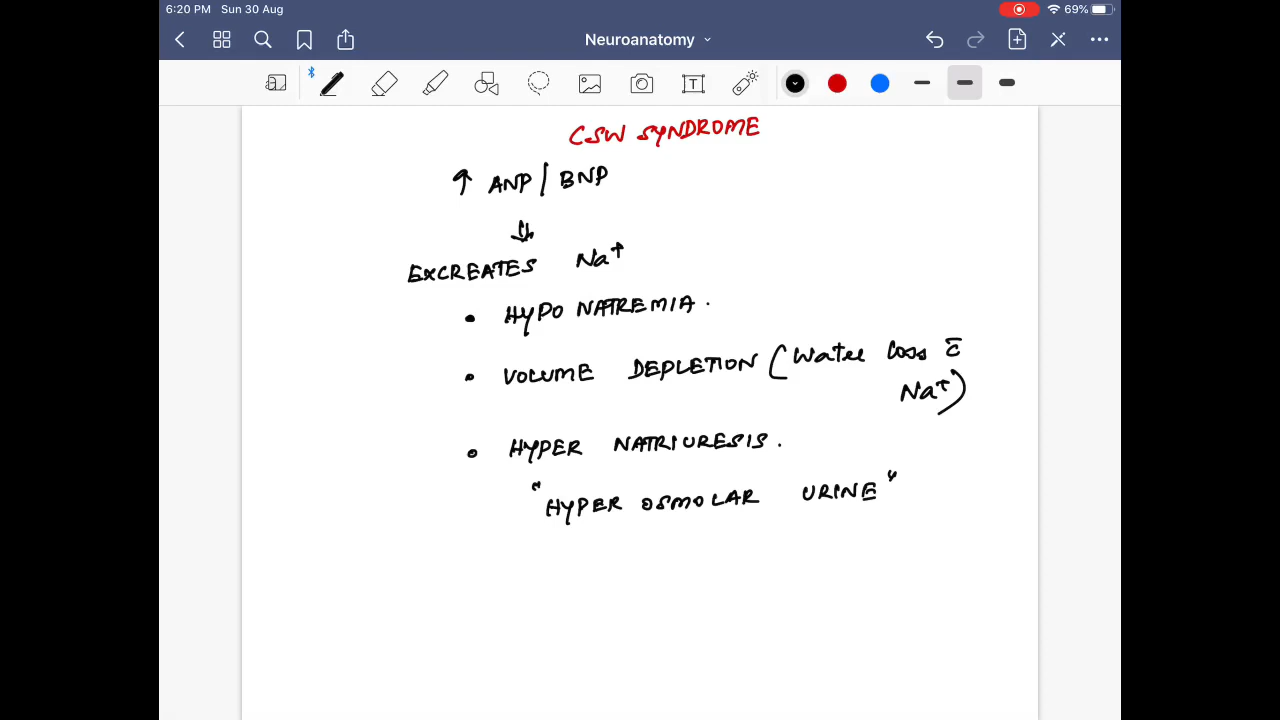 6:20 PM Sun 30 Aug
69%
Neuroanatomy
T
CSW SYNDROME
↑ ANP / BNP
⇓
EXCREATES Na+
• HYPO NATREMIA.
• VOLUME DEPLETION (Water loss c̄
Na+)
• HYPER NATRIURESIS.
"HYPER OSMOLAR URINE"